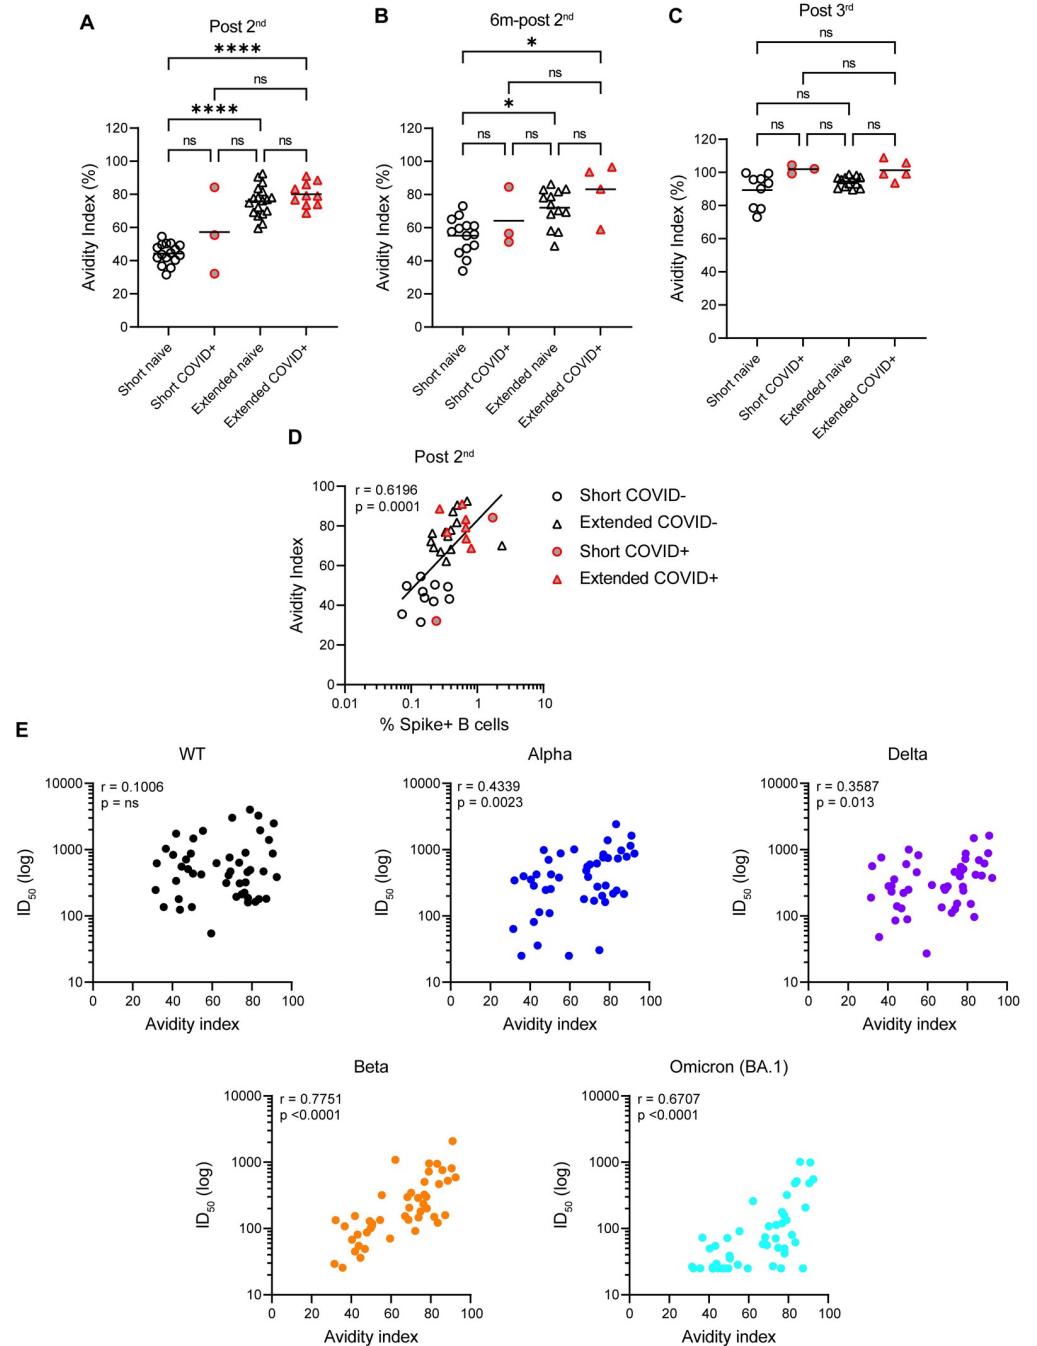 A
Post 2nd
****
ns
****
ns
ns
ns
120
100
80
60
40
20
0
Avidity Index (%)
Short naive
Short COVID+
Extended naive
Extended COVID+
B
6m-post 2nd
*
ns
*
ns
ns
ns
120
100
80
60
40
20
0
Avidity Index (%)
Short naive
Short COVID+
Extended naive
Extended COVID+
C
Post 3rd
ns
ns
ns
ns
ns
ns
120
100
80
60
40
20
0
Avidity Index (%)
Short naive
Short COVID+
Extended naive
Extended COVID+
D
Post 2nd
r = 0.6196
p = 0.0001
100
80
60
40
20
0
Avidity Index
0.01 0.1 1 10
% Spike+ B cells
Short COVID-
Extended COVID-
Short COVID+
Extended COVID+
E
WT
r = 0.1006
p = ns
10000
1000
100
10
ID50 (log)
0 20 40 60 80 100
Avidity index
Alpha
r = 0.4339
p = 0.0023
10000
1000
100
10
ID50 (log)
0 20 40 60 80 100
Avidity index
Delta
r = 0.3587
p = 0.013
10000
1000
100
10
ID50 (log)
0 20 40 60 80 100
Avidity index
Beta
r = 0.7751
p <0.0001
10000
1000
100
10
ID50 (log)
0 20 40 60 80 100
Avidity index
Omicron (BA.1)
r = 0.6707
p <0.0001
10000
1000
100
10
ID50 (log)
0 20 40 60 80 100
Avidity index